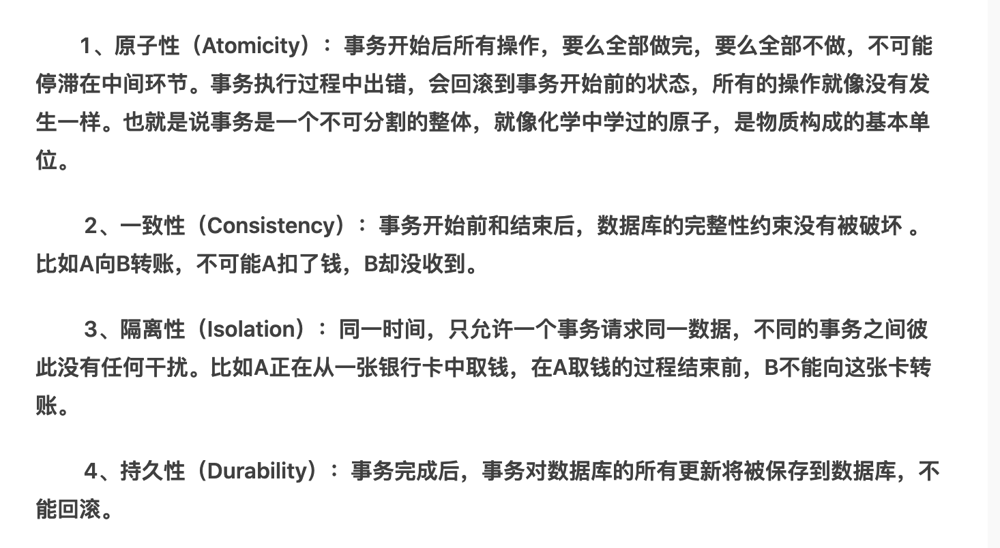 1、原子性（Atomicity）：事务开始后所有操作，要么全部做完，要么全部不做，不可能
停滞在中间环节。事务执行过程中出错，会回滚到事务开始前的状态，所有的操作就像没有发
生一样。也就是说事务是一个不可分割的整体，就像化学中学过的原子，是物质构成的基本单
位。
2、一致性（Consistency）：事务开始前和结束后，数据库的完整性约束没有被破坏 。
比如A向B转账，不可能A扣了钱，B却没收到。
3、隔离性（Isolation）：同一时间，只允许一个事务请求同一数据，不同的事务之间彼
此没有任何干扰。比如A正在从一张银行卡中取钱，在A取钱的过程结束前，B不能向这张卡转
账。
4、持久性（Durability）：事务完成后，事务对数据库的所有更新将被保存到数据库，不
能回滚。